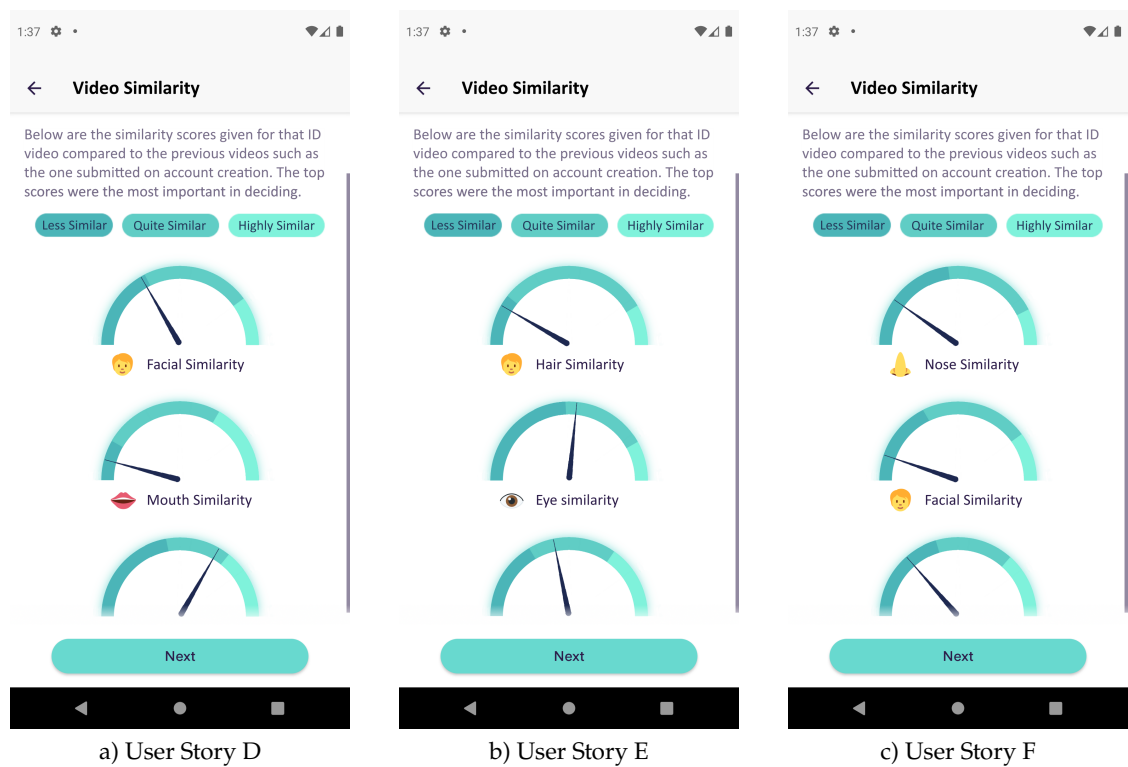 1:37
Video Similarity
Below are the similarity scores given for that ID
video compared to the previous videos such as
the one submitted on account creation. The top
scores were the most important in deciding.
Less Similar Quite Similar Highly Similar
Facial Similarity
Mouth Similarity
Next
a) User Story D
1:37
Video Similarity
Below are the similarity scores given for that ID
video compared to the previous videos such as
the one submitted on account creation. The top
scores were the most important in deciding.
Less Similar Quite Similar Highly Similar
Hair Similarity
Eye similarity
Next
b) User Story E
1:37
Video Similarity
Below are the similarity scores given for that ID
video compared to the previous videos such as
the one submitted on account creation. The top
scores were the most important in deciding.
Less Similar Quite Similar Highly Similar
Nose Similarity
Facial Similarity
Next
c) User Story F